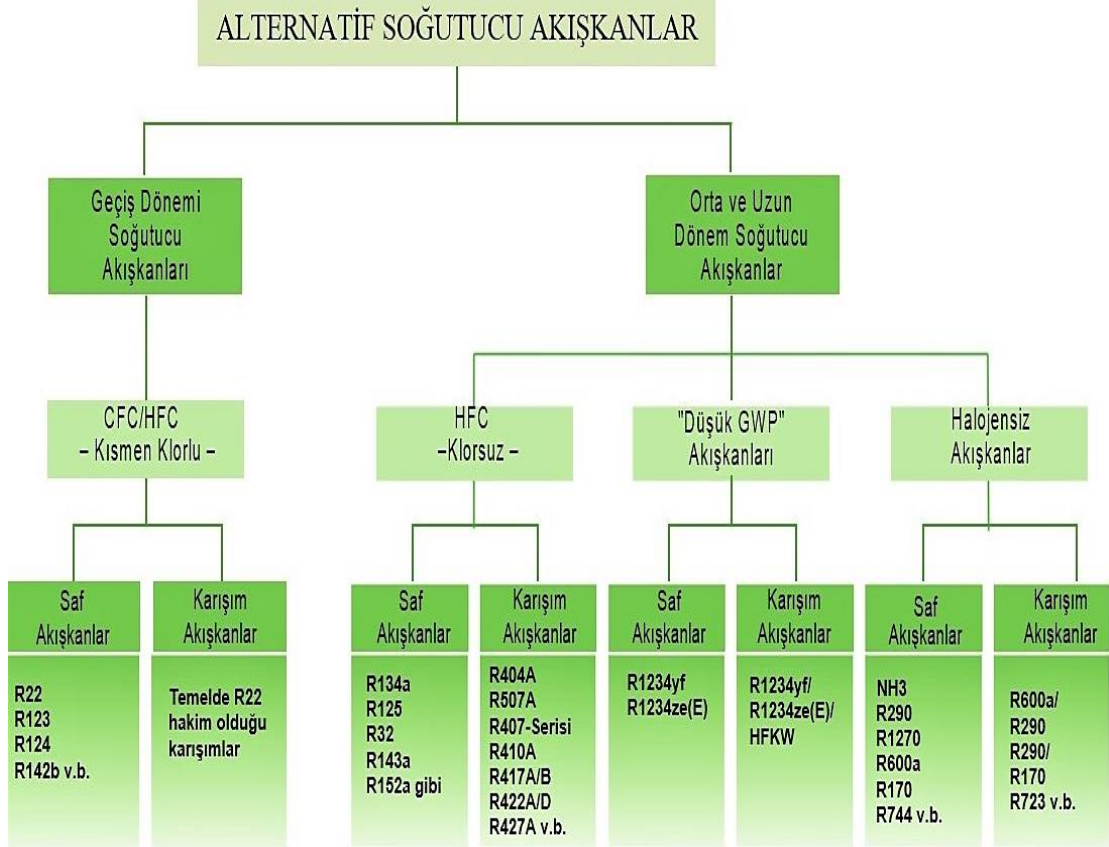 ALTERNATİF SOĞUTUCU AKIŞKANLAR
Geçiş Dönemi
Soğutucu
Akışkanları
Orta ve Uzun
Dönem Soğutucu
Akışkanlar
CFC/HFC
– Kısmen Klorlu –
HFC
–Klorsuz –
"Düşük GWP"
Akışkanları
Halojensiz
Akışkanlar
Saf
Akışkanlar
R22
R123
R124
R142b v.b.
Karışım
Akışkanlar
Temelde R22
hakim olduğu
karışımlar
Saf
Akışkanlar
R134a
R125
R32
R143a
R152a gibi
Karışım
Akışkanlar
R404A
R507A
R407-Serisi
R410A
R417A/B
R422A/D
R427A v.b.
Saf
Akışkanlar
R1234yf
R1234ze(E)
Karışım
Akışkanlar
R1234yf/
R1234ze(E)/
HFKW
Saf
Akışkanlar
NH3
R290
R1270
R600a
R170
R744 v.b.
Karışım
Akışkanlar
R600a/
R290
R290/
R170
R723 v.b.